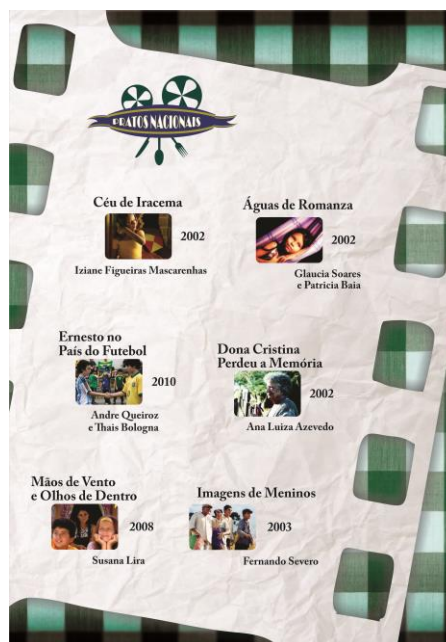 PRATOS NACIONAIS
Céu de Iracema
2002
Iziane Figueiras Mascarenhas
Águas de Romanza
2002
Glaucia Soares
e Patricia Baia
Ernesto no
País do Futebol
2010
Andre Queiroz
e Thais Bologna
Dona Cristina
Perdeu a Memória
2002
Ana Luiza Azevedo
Mãos de Vento
e Olhos de Dentro
2008
Susana Lira
Imagens de Meninos
2003
Fernando Severo